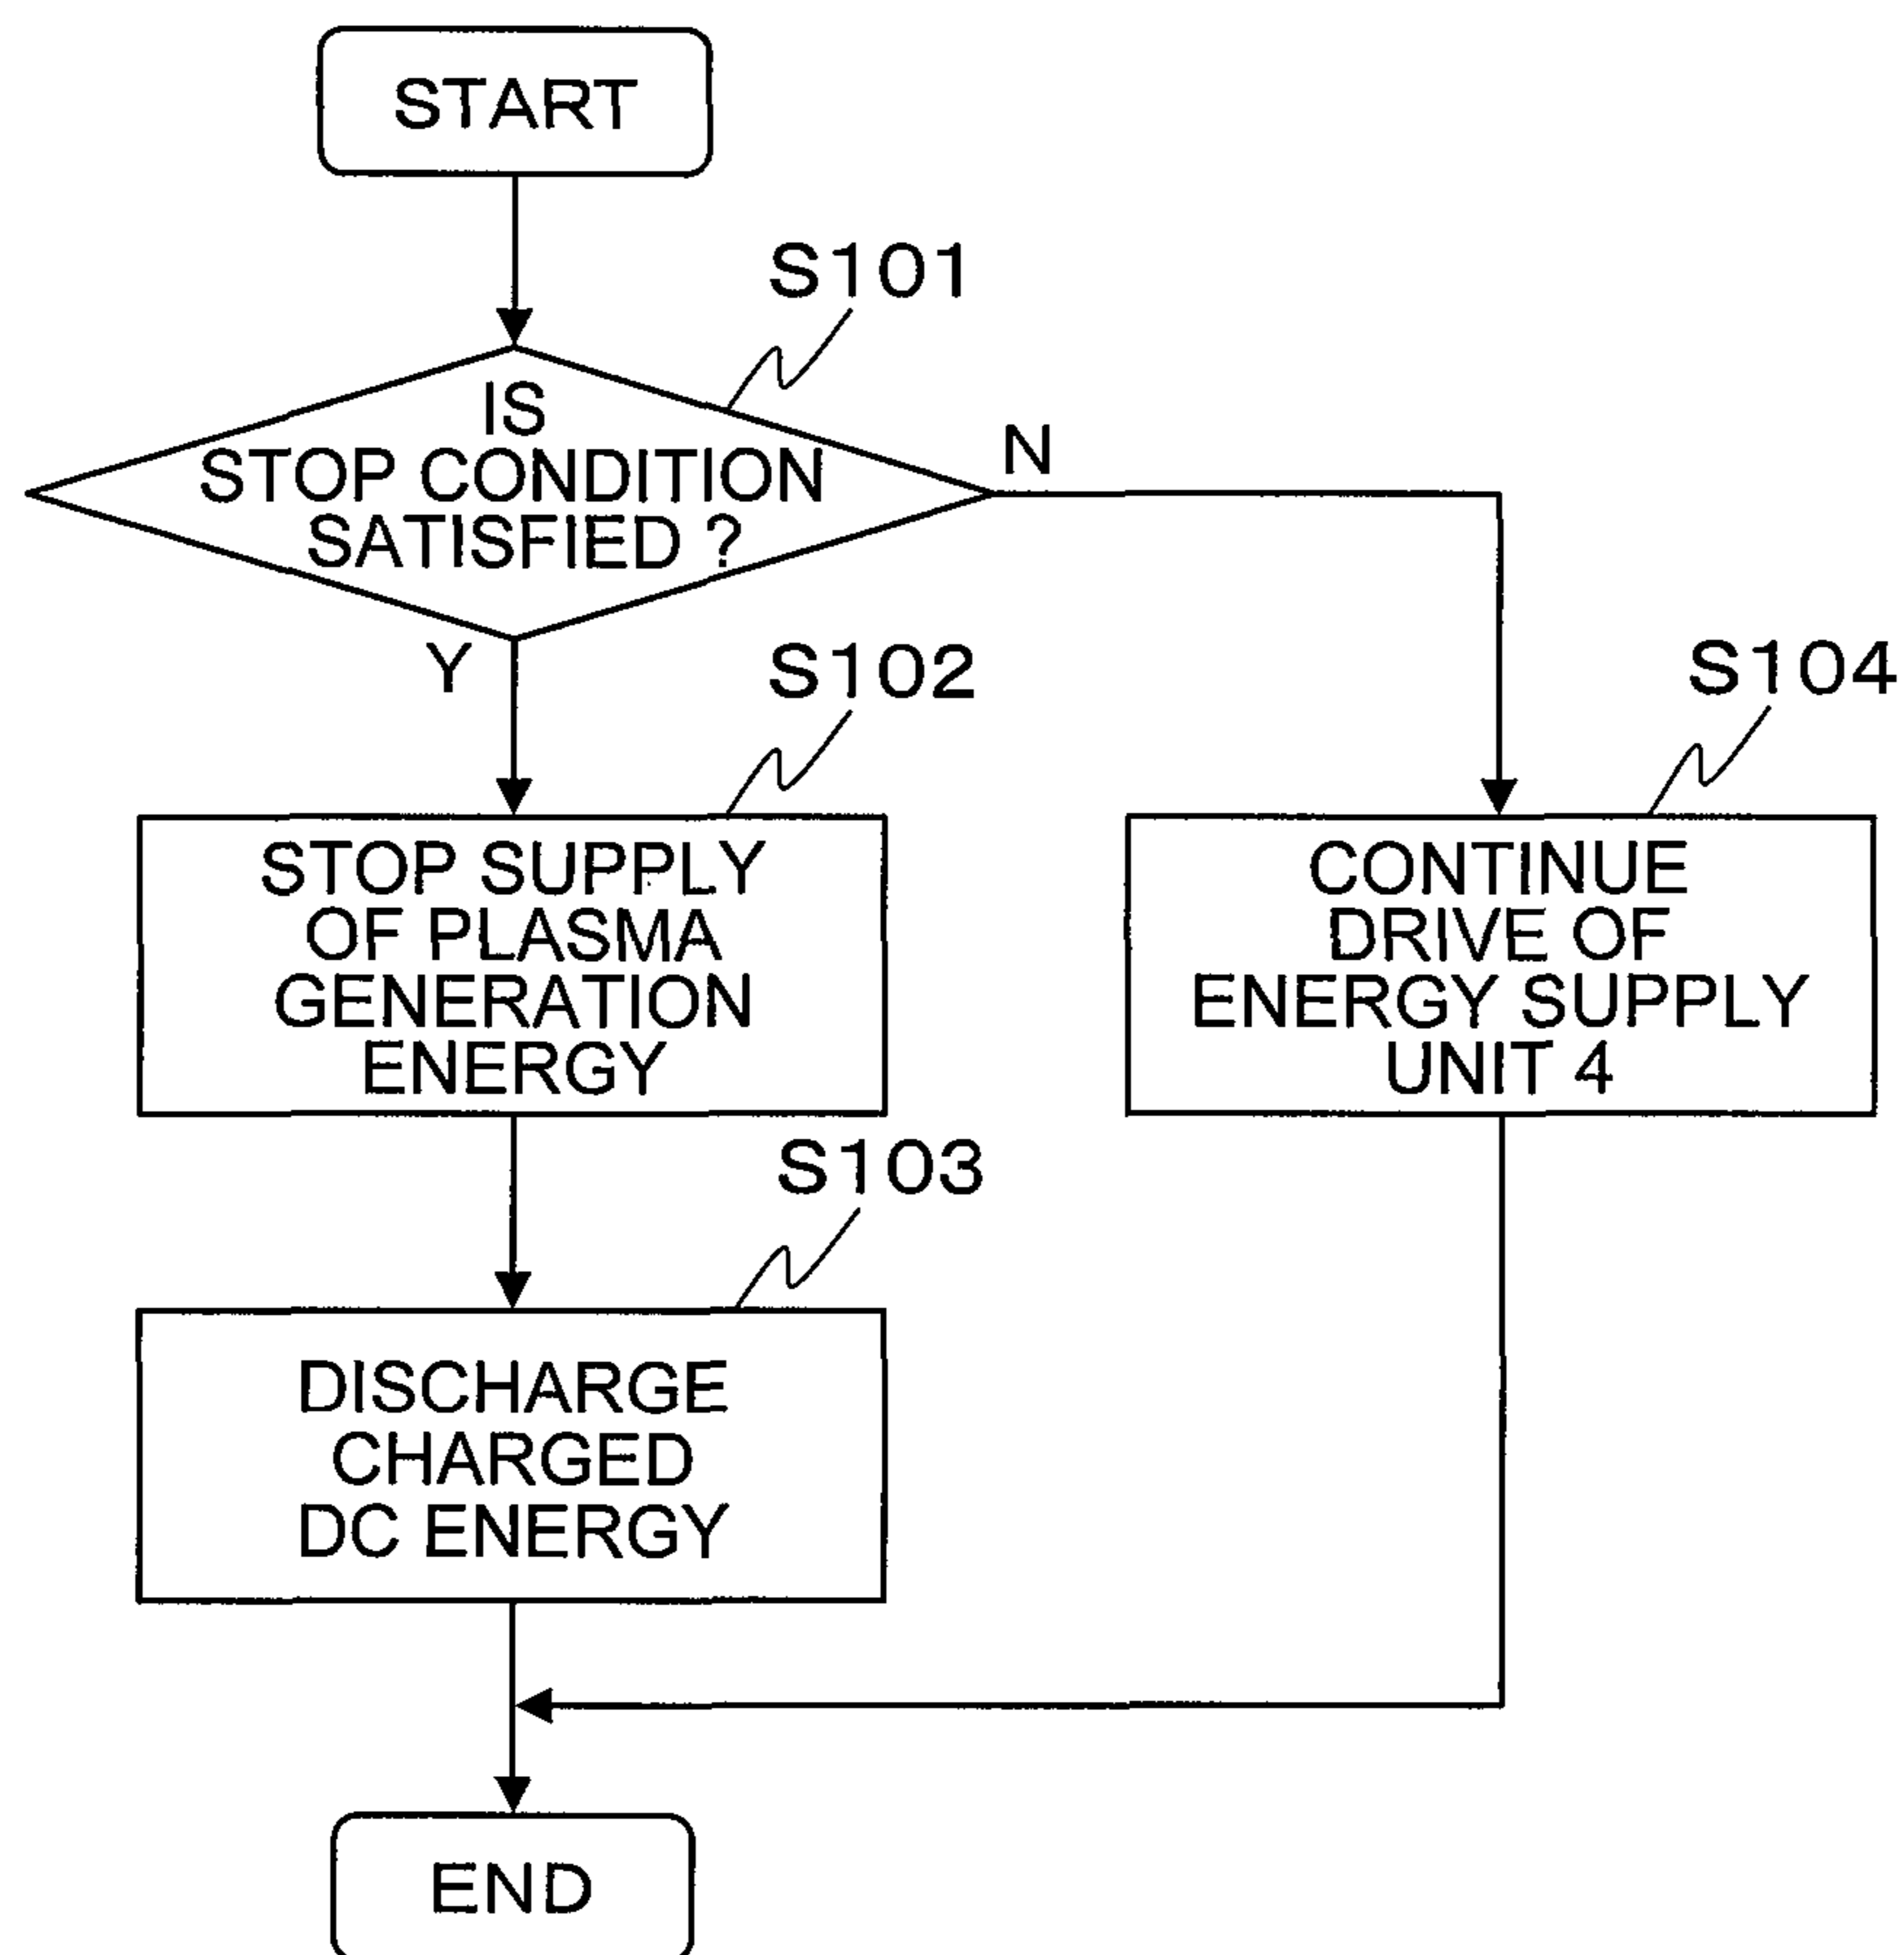 START
S101
IS
STOP CONDITION
SATISFIED ?
N
Y
S102
STOP SUPPLY
OF PLASMA
GENERATION
ENERGY
S104
CONTINUE
DRIVE OF
ENERGY SUPPLY
UNIT 4
S103
DISCHARGE
CHARGED
DC ENERGY
END